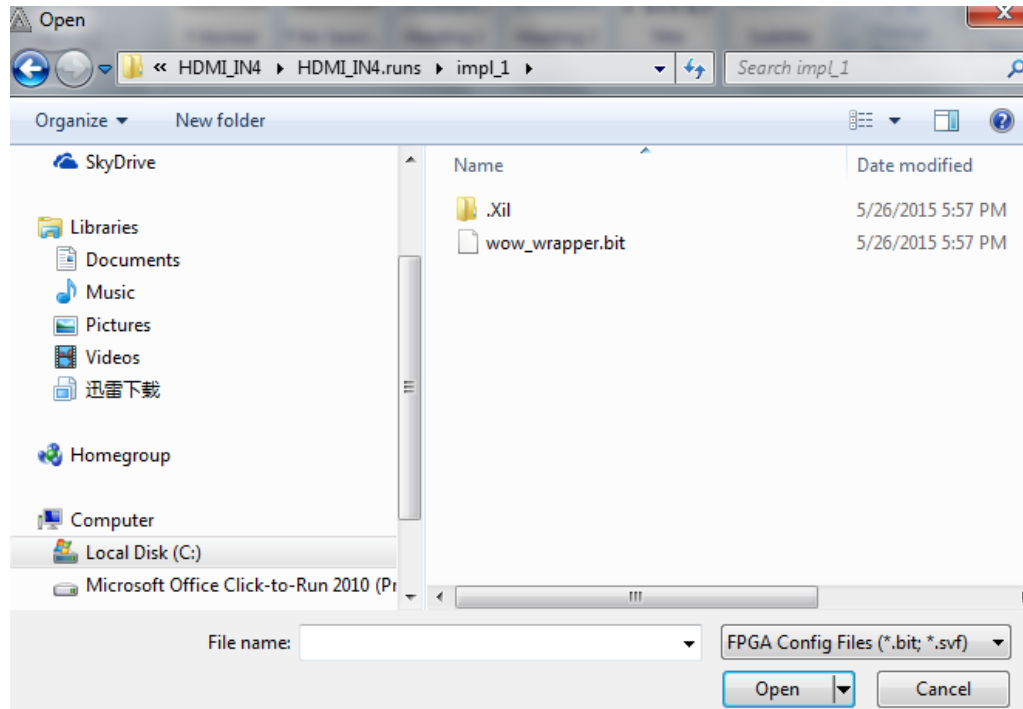 Open
« HDMI_IN4 HDMI_IN4.runs impl_1
Search impl_1
Organize New folder
SkyDrive
Libraries
Documents
Music
Pictures
Videos
迅雷下载
Homegroup
Computer
Local Disk (C:)
Microsoft Office Click-to-Run 2010 (Pr
Name Date modified
.Xil 5/26/2015 5:57 PM
wow_wrapper.bit 5/26/2015 5:57 PM
File name: FPGA Config Files (*.bit; *.svf)
Open Cancel